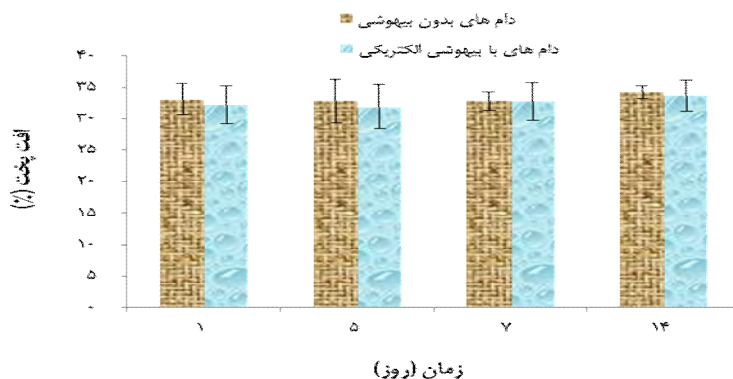 دام های بدون بیهوشی
دام های با بیهوشی الکتریکی
افت پخت (%)
۴۰
۳۵
۳۰
۲۵
۲۰
۱۵
۱۰
۵
۰
۱ ۵ ۷ ۱۴
زمان (روز)